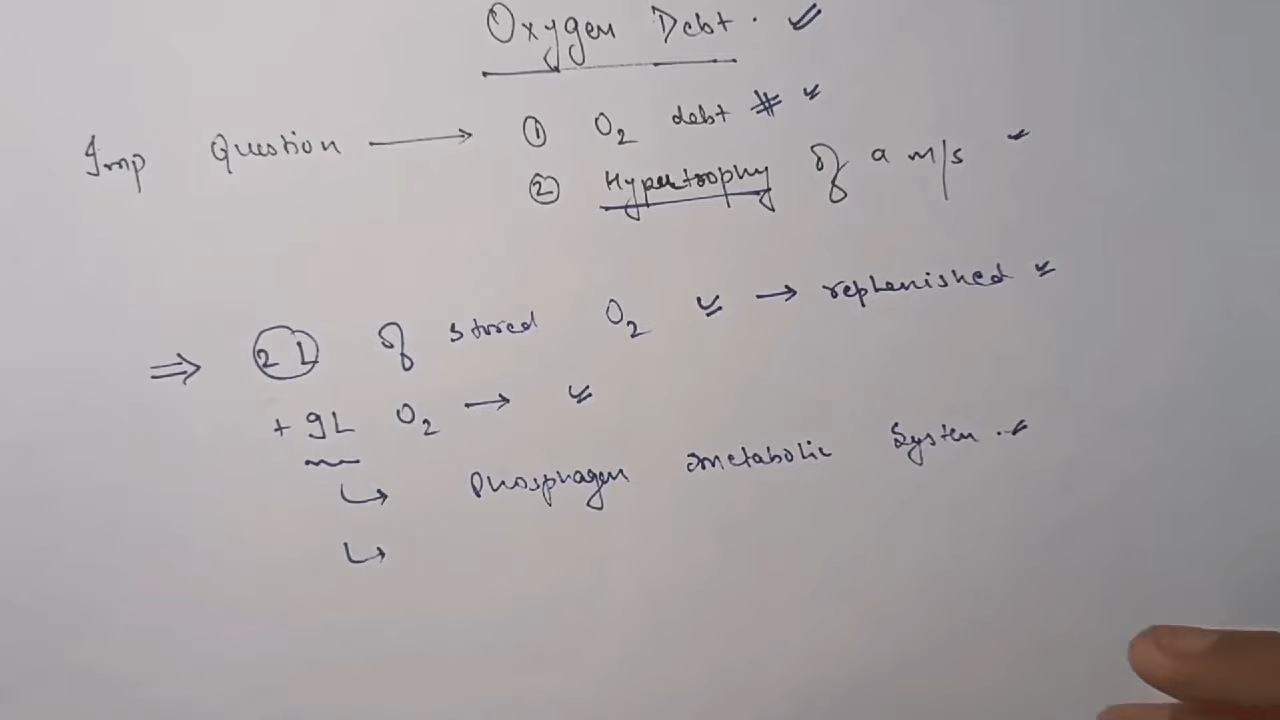 Oxygen Debt.
Imp Question → ① O₂ debt #
② Hypertrophy of a m/s
⇒ 2 L of stored O₂ → replenished
+ 9L O₂ →
↳ Phosphagen metabolic System.
↳